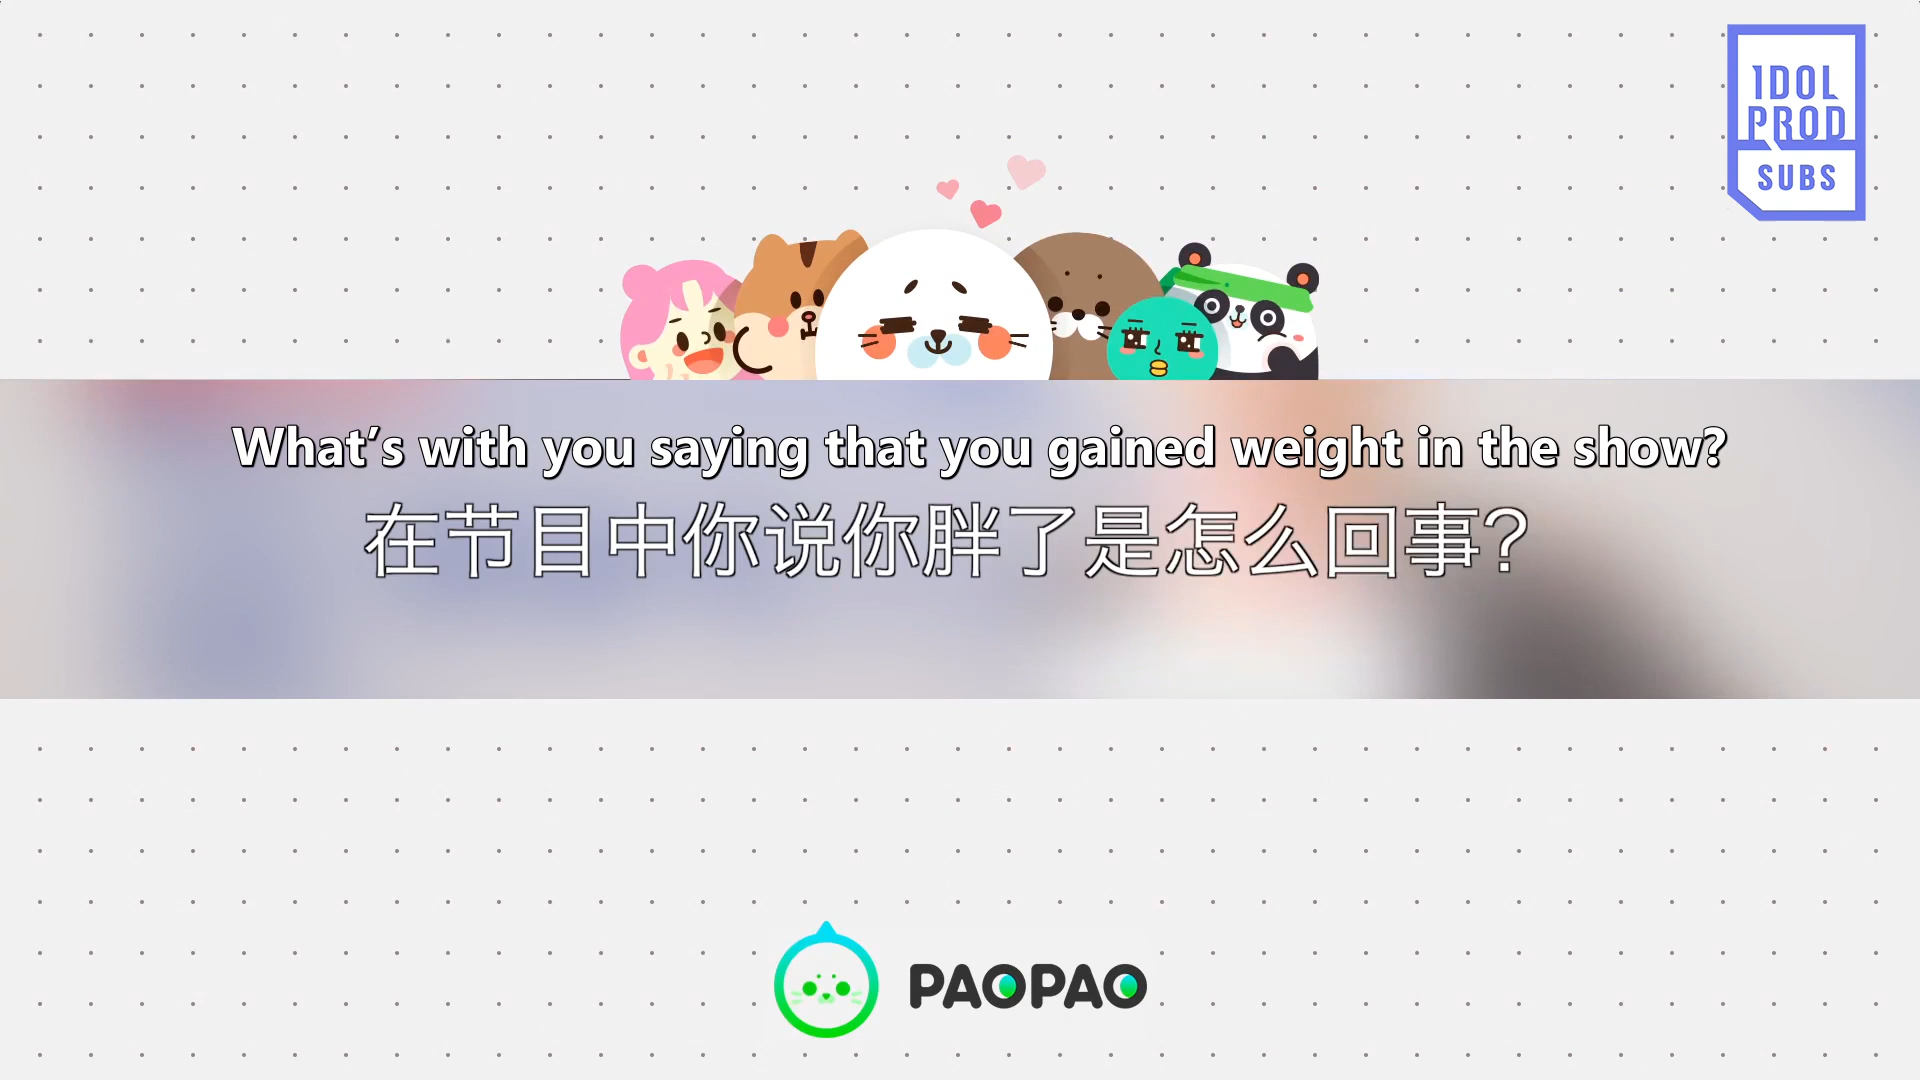 IDOL
PROD
SUBS
What's with you saying that you gained weight in the show?
在节目中你说你胖了是怎么回事?
PAOPAO